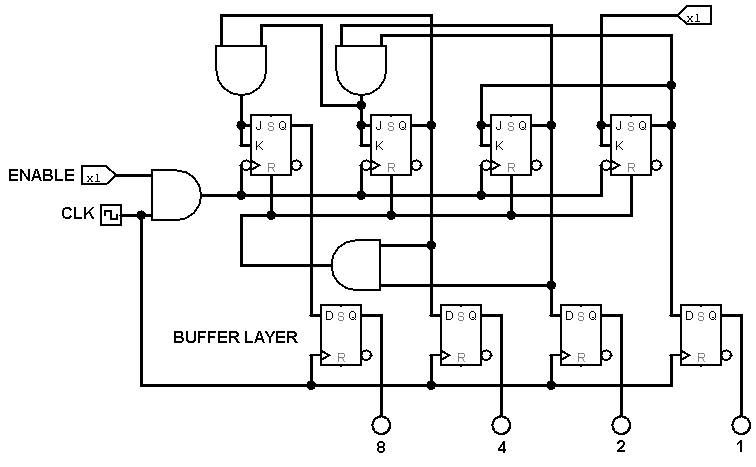 x1
J S Q
K
R
J S Q
K
R
J S Q
K
R
J S Q
K
R
ENABLE x1
CLK
D S Q
R
D S Q
R
D S Q
R
D S Q
R
BUFFER LAYER
8 4 2 1